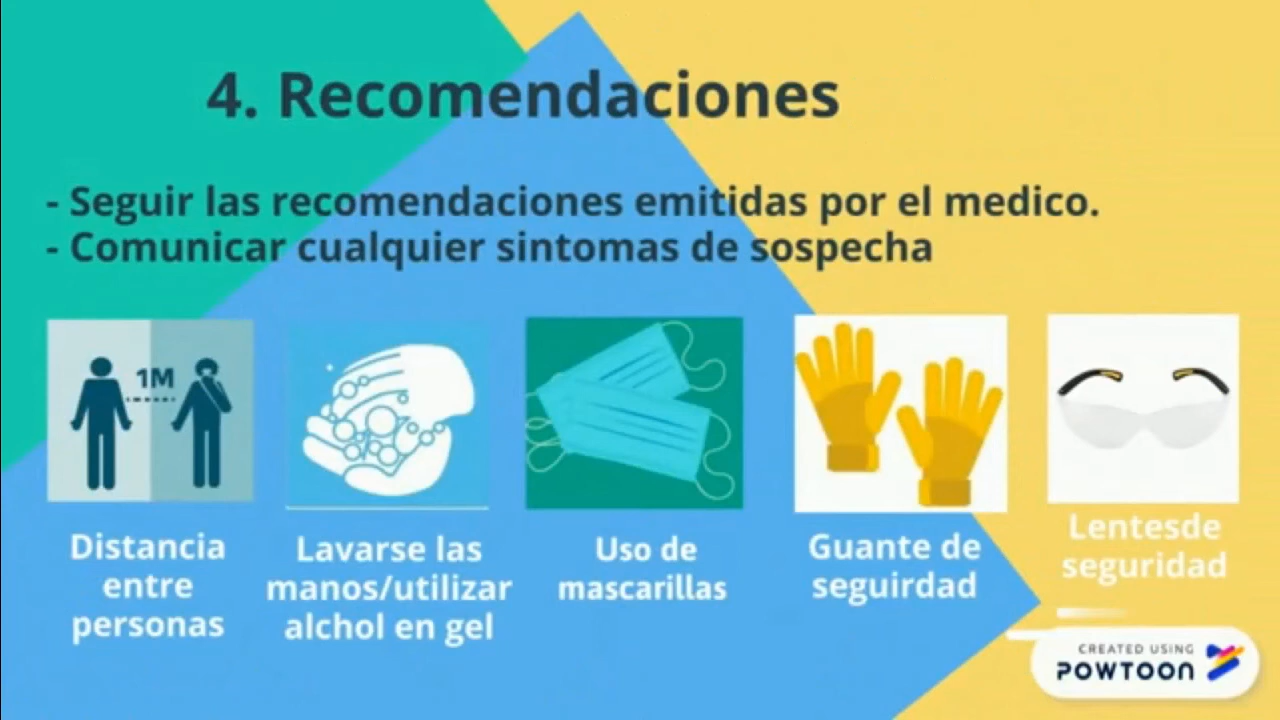 4. Recomendaciones
- Seguir las recomendaciones emitidas por el medico.
- Comunicar cualquier sintomas de sospecha
1M
Distancia
entre
personas
Lavarse las
manos/utilizar
alchol en gel
Uso de
mascarillas
Guante de
seguirdad
Lentesde
seguridad
CREATED USING
POWTOON